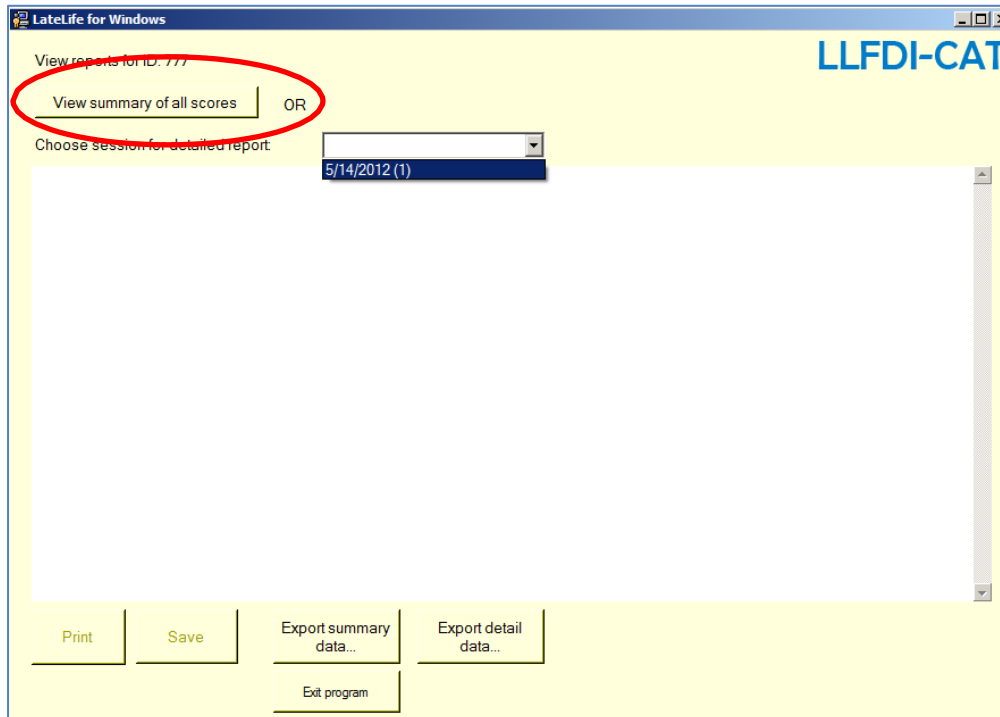 LateLife for Windows
LLFDI-CAT
View reports for ID: 777
View summary of all scores OR
Choose session for detailed report:
5/14/2012 (1)
Print Save Export summary data... Export detail data...
Exit program